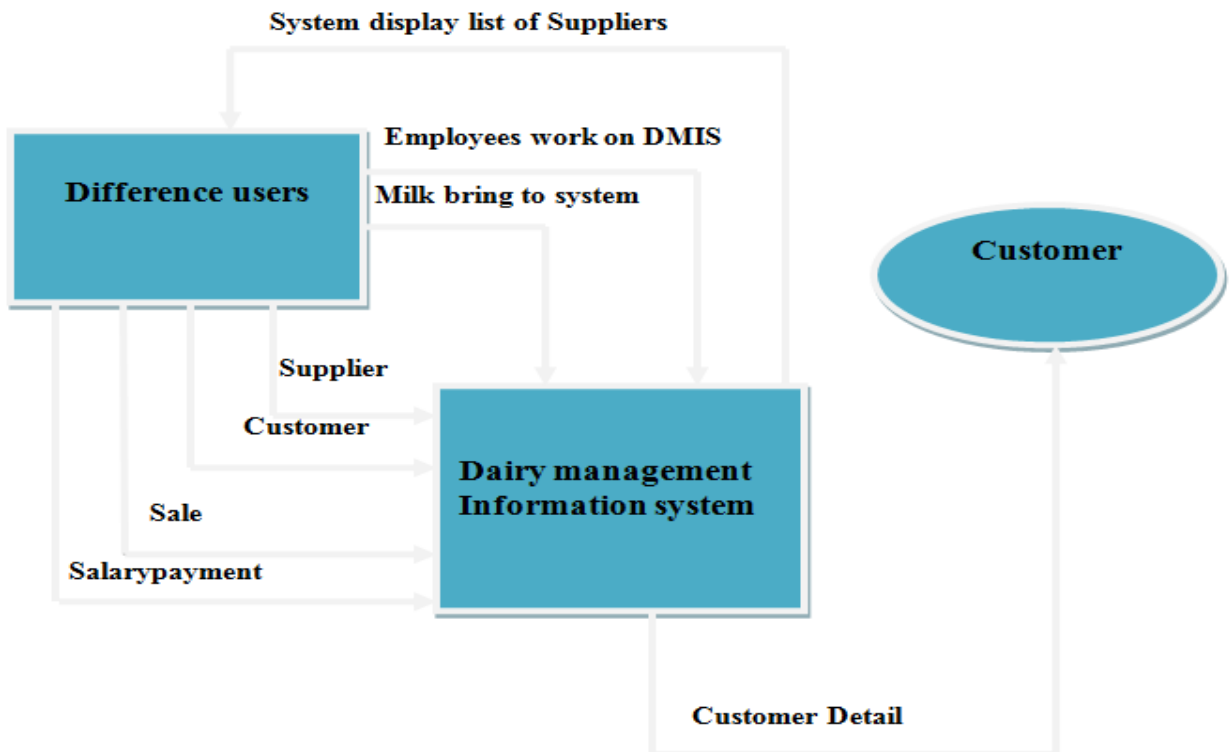 System display list of Suppliers
Employees work on DMIS
Difference users
Milk bring to system
Customer
Supplier
Customer
Dairy management
Information system
Sale
Salarypayment
Customer Detail